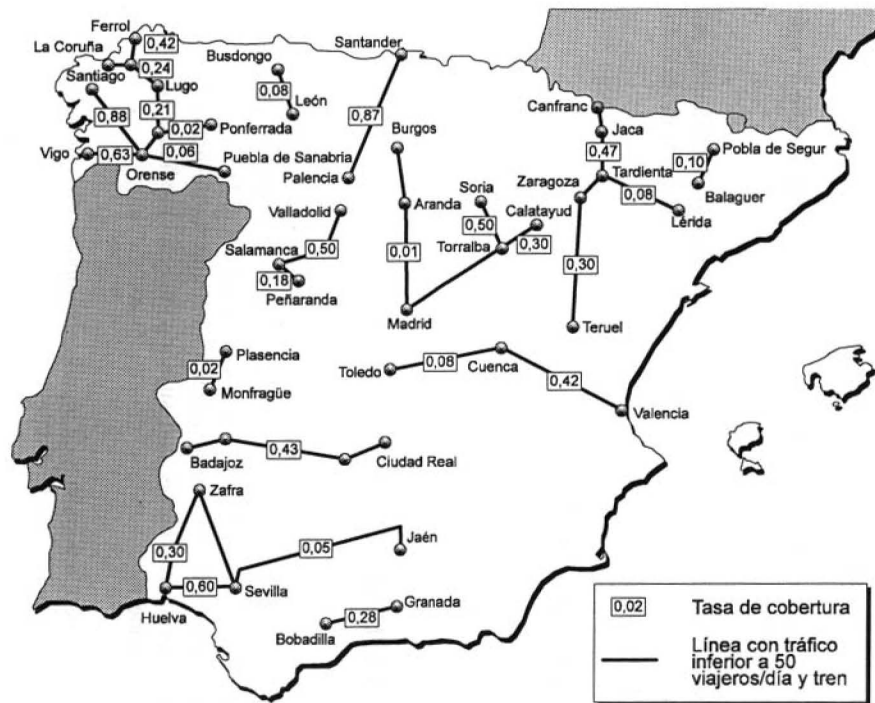 Ferrol
0,42
La Coruña
0,24
Santiago
Lugo
0,21
0,88
0,02
Ponferrada
Vigo
0,63
0,06
Orense
Puebla de Sanabria
Busdongo
0,08
León
Santander
0,87
Palencia
Burgos
Aranda
0,01
Madrid
Soria
0,50
Calatayud
Torralba
0,30
Valladolid
Salamanca
0,50
0,18
Peñaranda
Canfranc
Jaca
0,47
Tardienta
Zaragoza
0,08
Lérida
0,30
Teruel
0,10
Pobla de Segur
Balaguer
Plasencia
0,02
Monfragüe
Toledo
0,08
Cuenca
0,42
Valencia
Badajoz
0,43
Ciudad Real
Zafra
0,30
0,60
Sevilla
Huelva
0,05
Jaén
Granada
0,28
Bobadilla
0,02
Tasa de cobertura
Línea con tráfico
inferior a 50
viajeros/día y tren